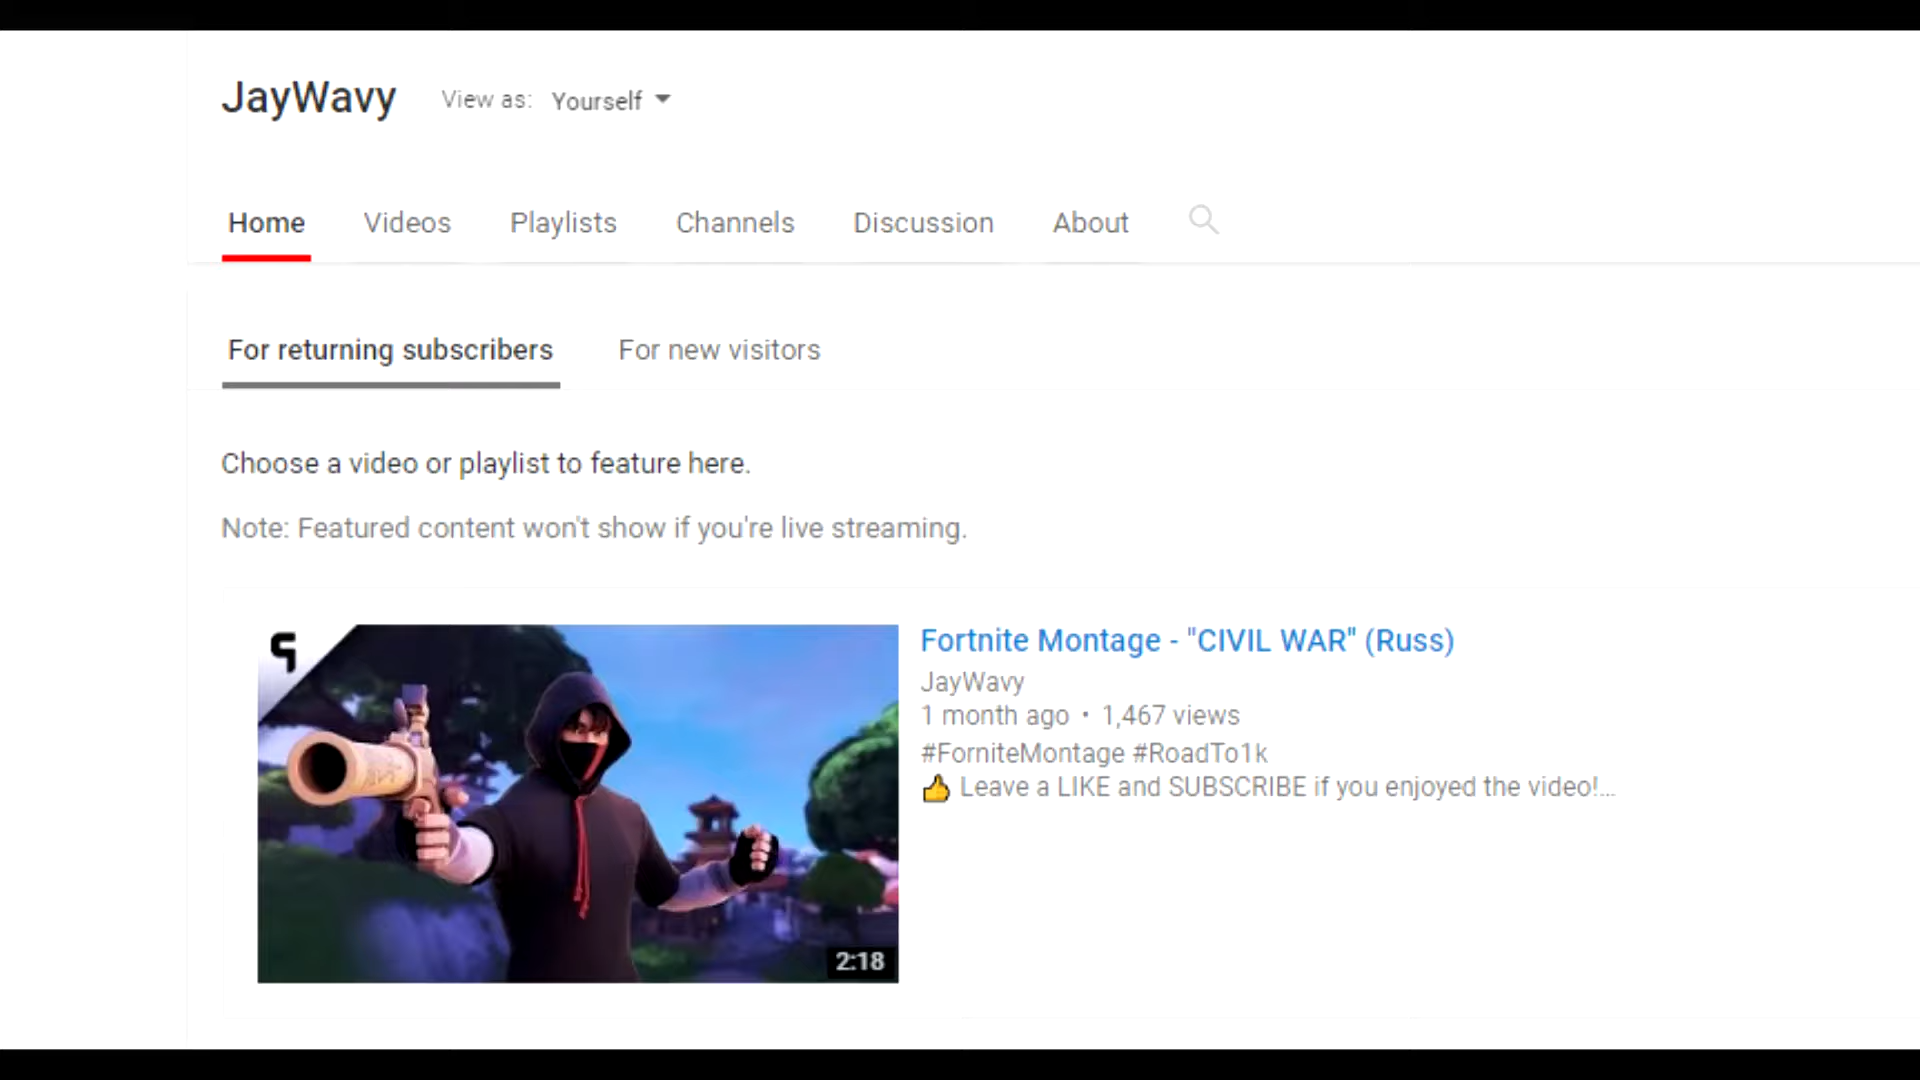 JayWavy View as: Yourself
Home Videos Playlists Channels Discussion About
For returning subscribers For new visitors
Choose a video or playlist to feature here.
Note: Featured content won't show if you're live streaming.
Fortnite Montage - "CIVIL WAR" (Russ)
JayWavy
1 month ago • 1,467 views
#ForniteMontage #RoadTo1k
👍 Leave a LIKE and SUBSCRIBE if you enjoyed the video!...
2:18